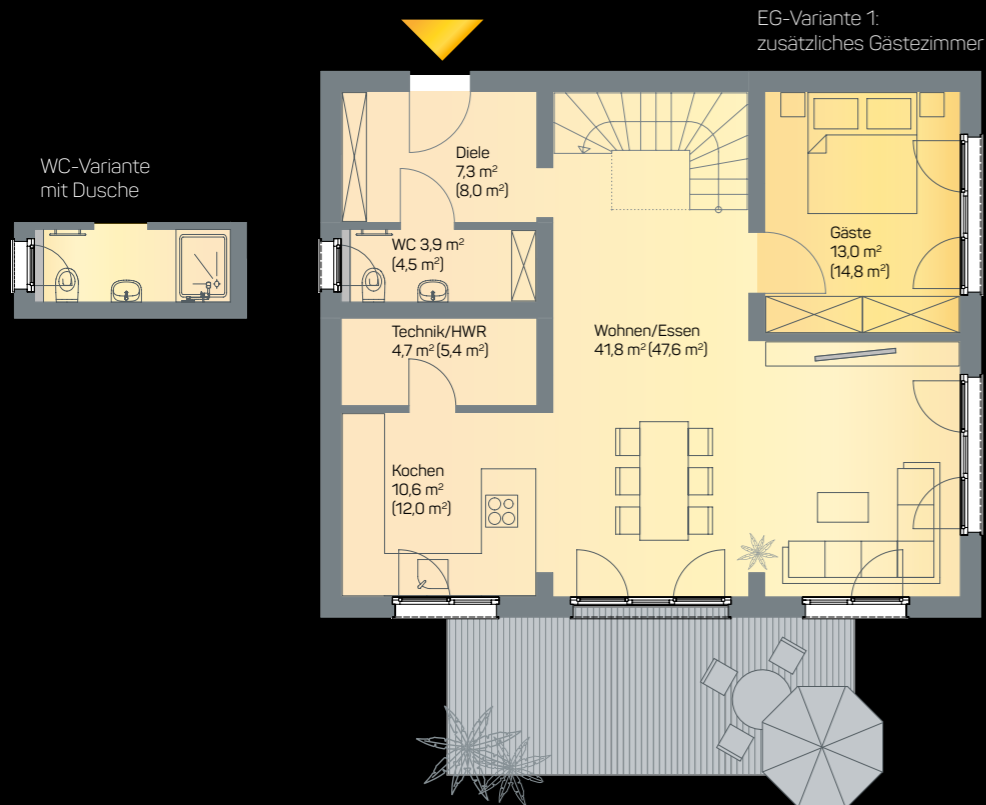 EG-Variante 1:
zusätzliches Gästezimmer
WC-Variante
mit Dusche
Diele
7,3 m²
(8,0 m²)
WC 3,9 m²
(4,5 m²)
Gäste
13,0 m²
(14,8 m²)
Technik/HWR
4,7 m² (5,4 m²)
Wohnen/Essen
41,8 m² (47,6 m²)
Kochen
10,6 m²
(12,0 m²)